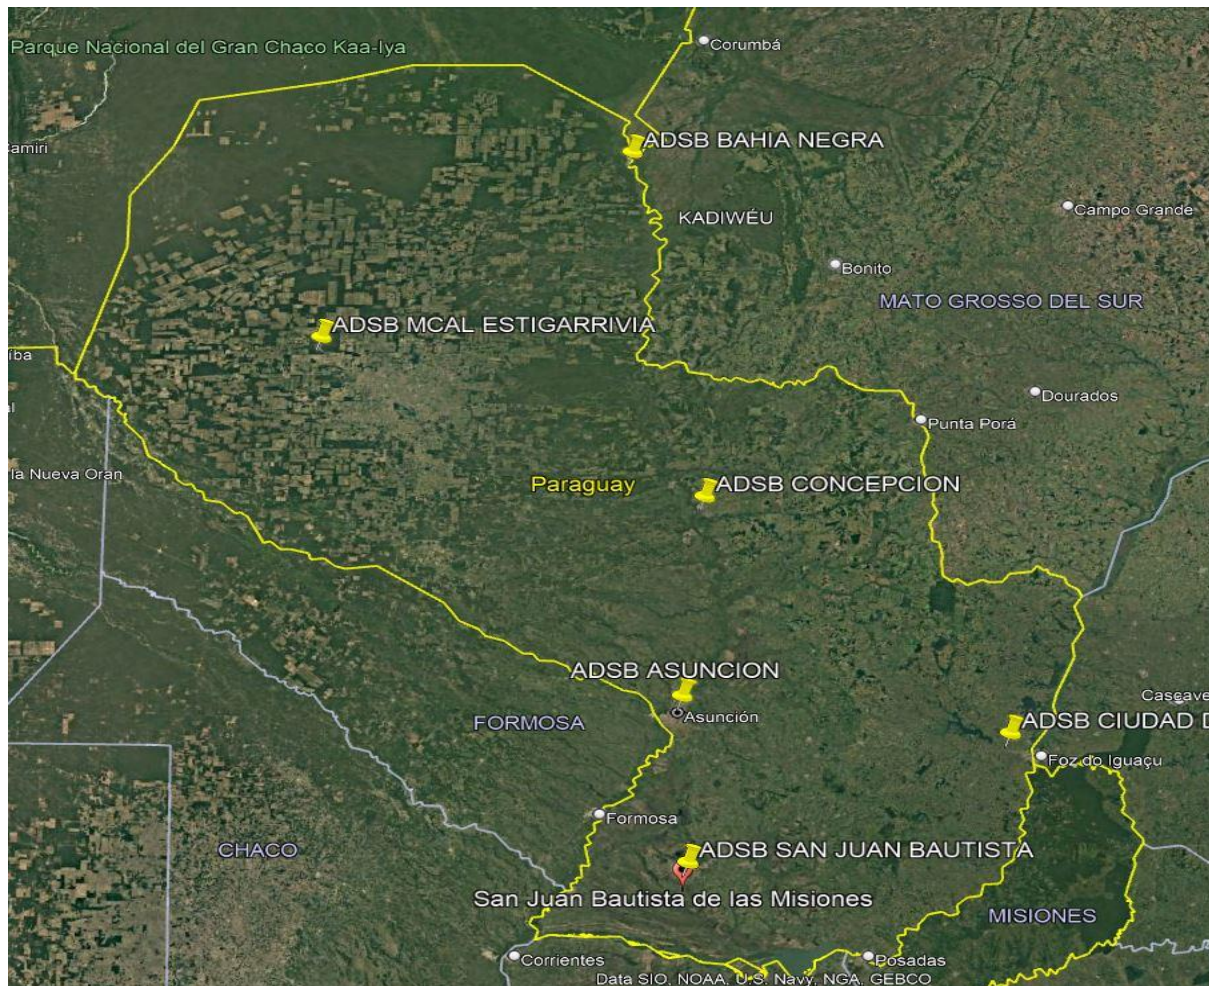 Parque Nacional del Gran Chaco Kaa-Iya
Corumbá
ADSB BAHIA NEGRA
amiri
KADIWÉU
Campo Grande
Bonito
MATO GROSSO DEL SUR
ADSB MCAL ESTIGARRIVIA
íba
Dourados
al
Punta Porá
la Nueva Oran
Paraguay
ADSB CONCEPCION
ADSB ASUNCION
Cascave
Asunción
FORMOSA
ADSB CIUDAD D
Foz do Iguaçu
Formosa
CHACO
ADSB SAN JUAN BAUTISTA
San Juan Bautista de las Misiones
MISIONES
Corrientes
Posadas
Data SIO, NOAA, U.S. Navy, NGA, GEBCO